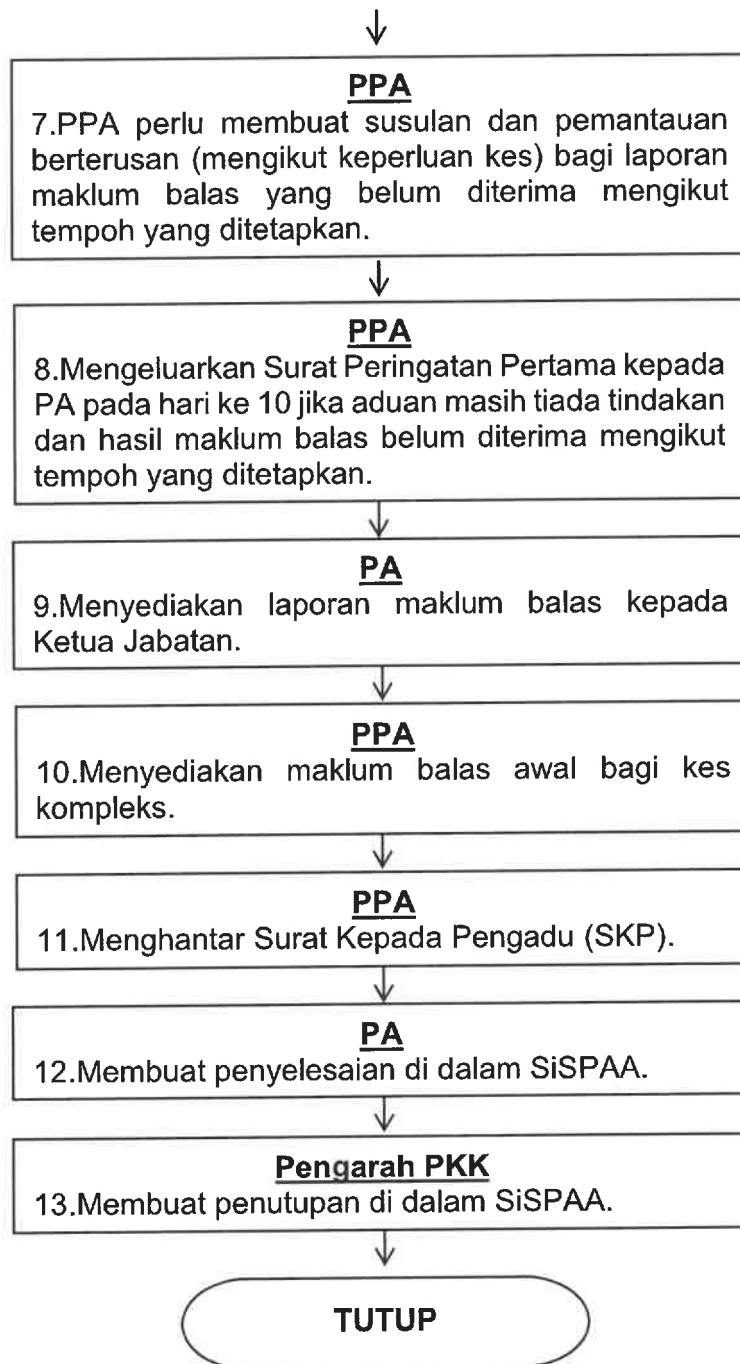 PPA
7.PPA perlu membuat susulan dan pemantauan
berterusan (mengikut keperluan kes) bagi laporan
maklum balas yang belum diterima mengikut
tempoh yang ditetapkan.
PPA
8.Mengeluarkan Surat Peringatan Pertama kepada
PA pada hari ke 10 jika aduan masih tiada tindakan
dan hasil maklum balas belum diterima mengikut
tempoh yang ditetapkan.
PA
9.Menyediakan laporan maklum balas kepada
Ketua Jabatan.
PPA
10.Menyediakan maklum balas awal bagi kes
kompleks.
PPA
11.Menghantar Surat Kepada Pengadu (SKP).
PA
12.Membuat penyelesaian di dalam SiSPAA.
Pengarah PKK
13.Membuat penutupan di dalam SiSPAA.
TUTUP